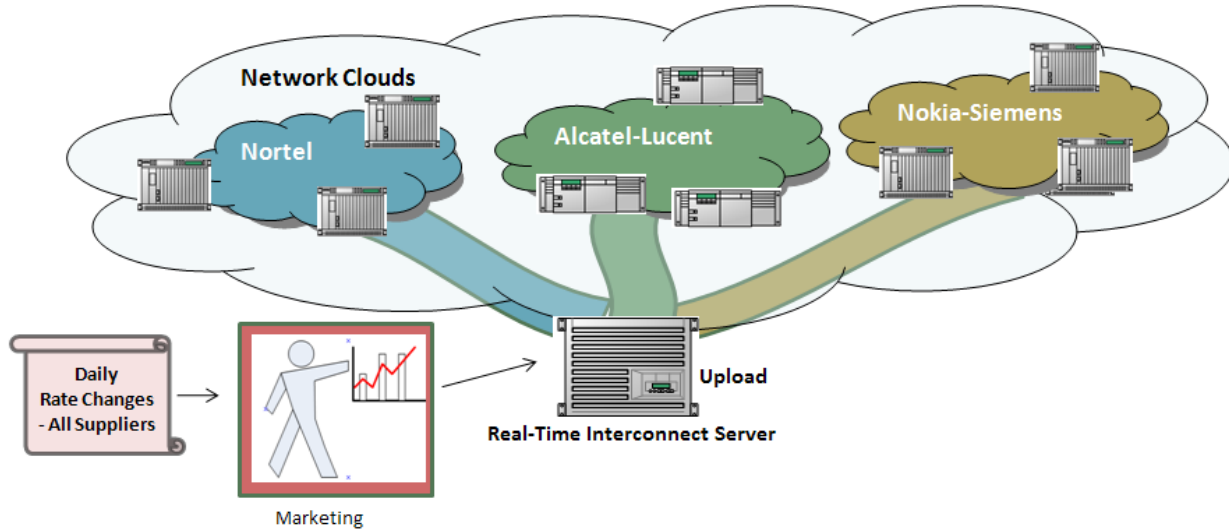 Network Clouds
Nortel
Alcatel-Lucent
Nokia-Siemens
Daily
Rate Changes
- All Suppliers
Marketing
Upload
Real-Time Interconnect Server